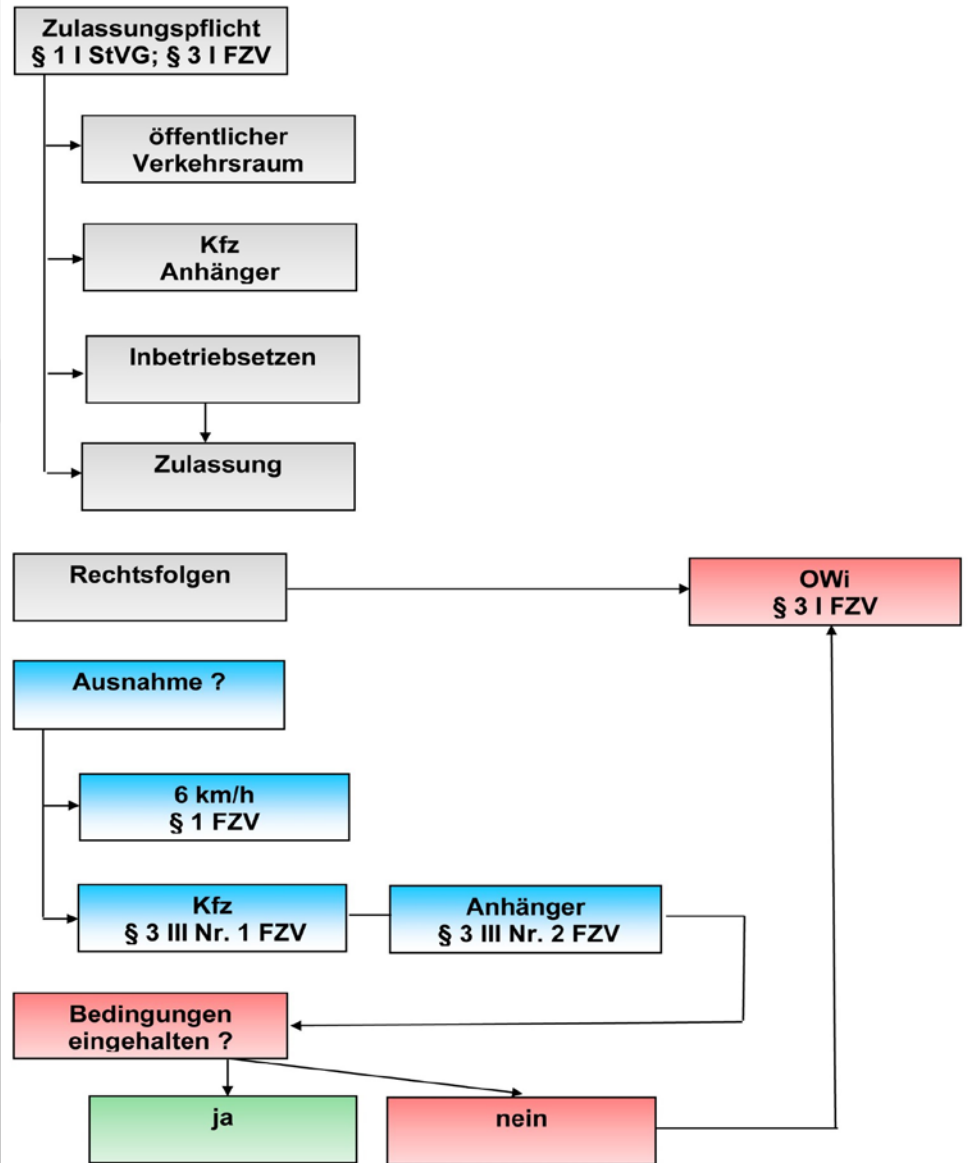 Zulassungspflicht
§ 1 I StVG; § 3 I FZV
öffentlicher
Verkehrsraum
Kfz
Anhänger
Inbetriebsetzen
Zulassung
Rechtsfolgen
OWi
§ 3 I FZV
Ausnahme ?
6 km/h
§ 1 FZV
Kfz
§ 3 III Nr. 1 FZV
Anhänger
§ 3 III Nr. 2 FZV
Bedingungen
eingehalten ?
ja
nein